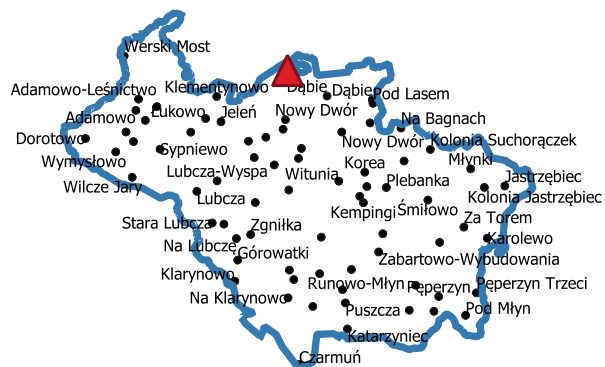 Werski Most
Adamowo-Leśnictwo
Klementynowo
Dąbie
Dąbie
Pod Lasem
Adamowo
Łukowo
Jeleń
Nowy Dwór
Na Bagnach
Dorotowo
Sypniewo
Nowy Dwór
Kolonia Suchorączek
Wymysłowo
Korea
Młynki
Lubcza-Wyspa
Witunia
Jastrzębiec
Wilcze Jary
Plebanka
Lubcza
Kolonia Jastrzębiec
Kempingi
Śmiłowo
Stara Lubcza
Zgniłka
Za Torem
Na Lubczę
Karolewo
Górowatki
Zabartowo-Wybudowania
Klarynowo
Runowo-Młyn
Pęperzyn
Pęperzyn Trzeci
Na Klarynowo
Puszcza
Pod Młyn
Katarzyniec
Czarmuń